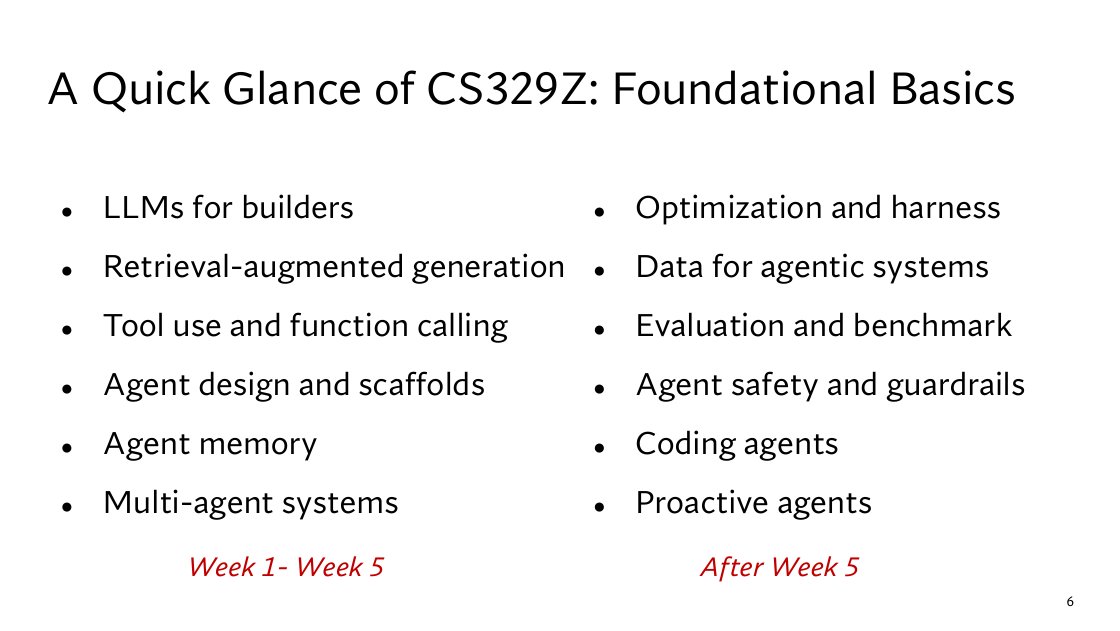 A Quick Glance of CS329Z: Foundational Basics
• LLMs for builders
• Retrieval-augmented generation
• Tool use and function calling
• Agent design and scaffolds
• Agent memory
• Multi-agent systems
Week 1- Week 5
• Optimization and harness
• Data for agentic systems
• Evaluation and benchmark
• Agent safety and guardrails
• Coding agents
• Proactive agents
After Week 5
6